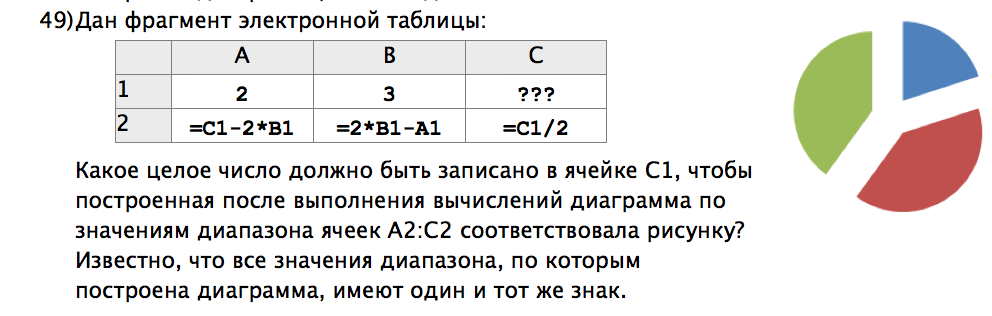 49)Дан фрагмент электронной таблицы:
A B C
1 2 3 ???
2 =C1-2*B1 =2*B1-A1 =C1/2
Какое целое число должно быть записано в ячейке C1, чтобы
построенная после выполнения вычислений диаграмма по
значениям диапазона ячеек A2:C2 соответствовала рисунку?
Известно, что все значения диапазона, по которым
построена диаграмма, имеют один и тот же знак.